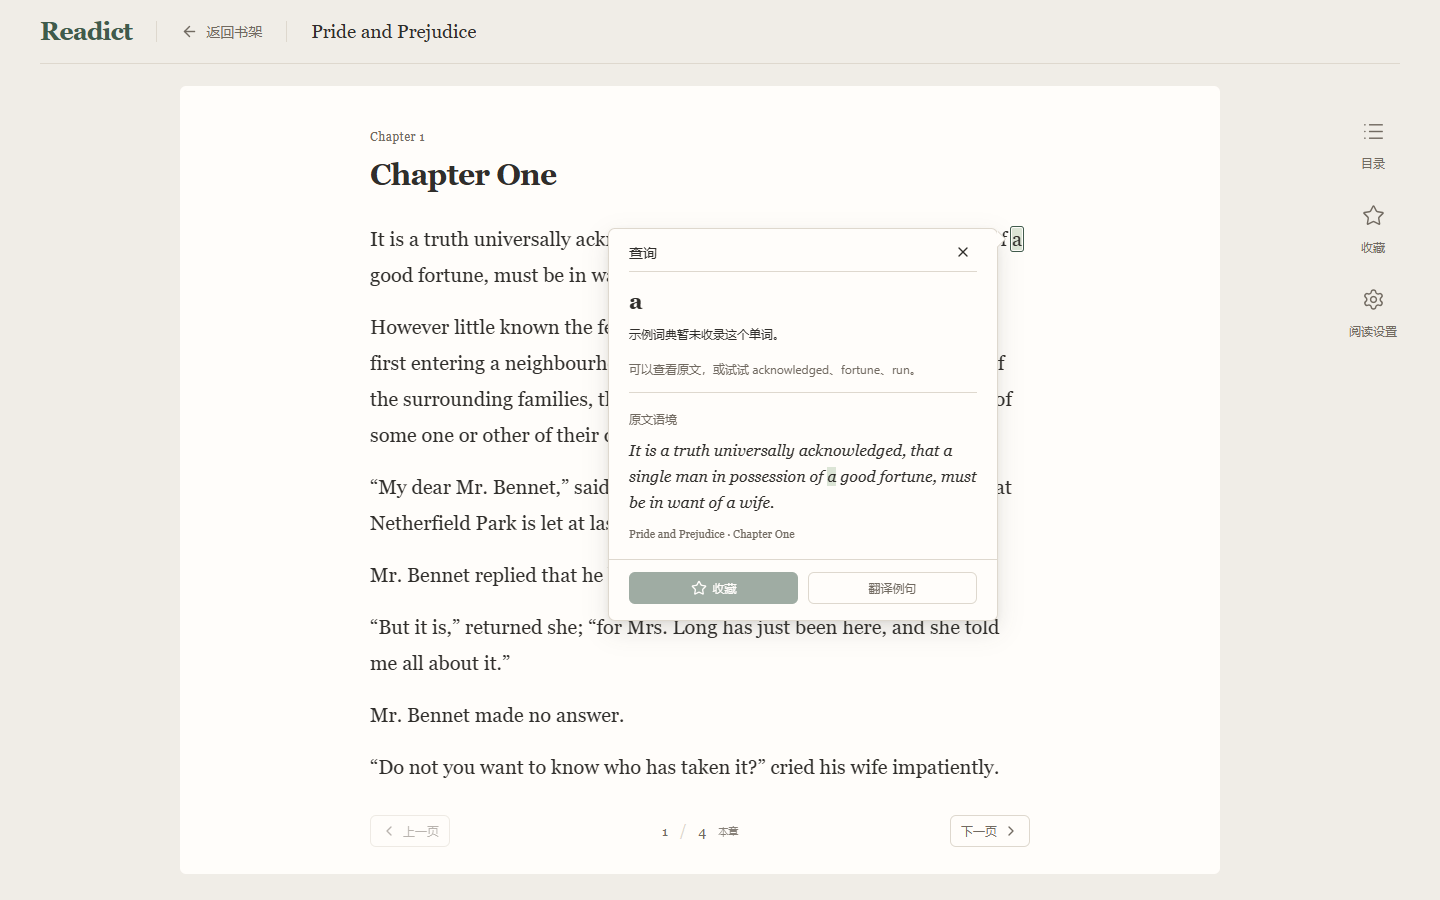 Readict
返回书架
Pride and Prejudice
Chapter 1
Chapter One
It is a truth universally
f a
good fortune, must be in
However little known the
first entering a
f
the surrounding families,
of
some one or other of their
“My dear Mr. Bennet,” said
at
Netherfield Park is let at
Mr. Bennet replied that he
“But it is,” returned she; “for Mrs. Long has just been here, and she told
me all about it.”
Mr. Bennet made no answer.
“Do not you want to know who has taken it?” cried his wife impatiently.
查询
a
示例词典暂未收录这个单词。
可以查看原文，或试试 acknowledged、fortune、run。
原文语境
It is a truth universally acknowledged, that a
single man in possession of a good fortune, must
be in want of a wife.
Pride and Prejudice · Chapter One
收藏
翻译例句
上一页
1 / 4 本章
下一页
目录
收藏
阅读设置